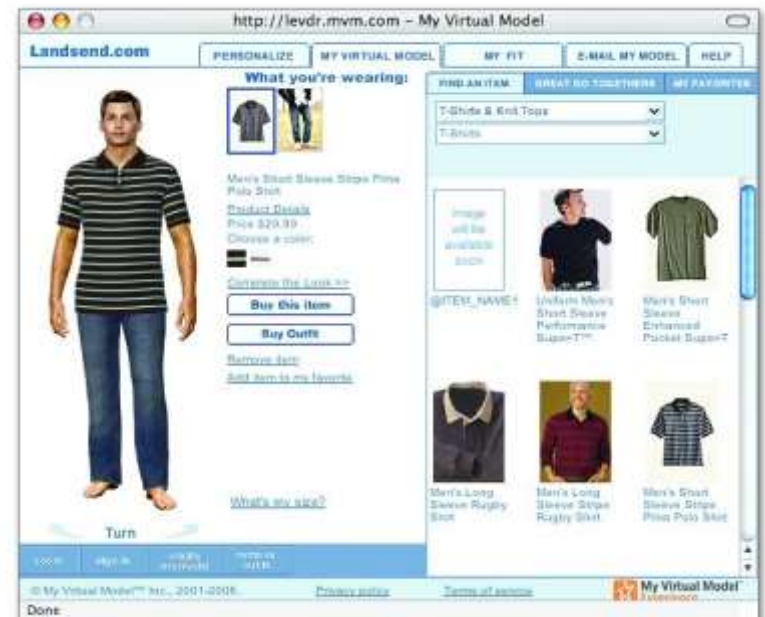 http://levdr.mvm.com – My Virtual Model
Landsend.com
PERSONALIZE
MY VIRTUAL MODEL
MY FIT
E-MAIL MY MODEL
HELP
What you're wearing:
FIND AN ITEM
GREAT GO TOGETHERS
MY FAVORITES
T-Shirts & Knit Tops
T-Shirts
Men's Short Sleeve Stripe Pima
Polo Shirt
Product Details
Price $29.99
Choose a color:
Complete the Look >>
Buy this item
Buy Outfit
Remove item
Add item to my favorite
What's my size?
Image
will be
available
soon
@ITEM_NAME1
Uniform Men's
Short Sleeve
Performance
Super-T™
Men's Short
Sleeve
Enhanced
Pocket Super-T
Men's Long
Sleeve Rugby
Shirt
Men's Long
Sleeve Stripe
Rugby Shirt
Men's Short
Sleeve Stripe
Pima Polo Shirt
Turn
sign in
© My Virtual Model™ Inc., 2001-2006.
Privacy policy
Terms of service
My Virtual Model™
Done